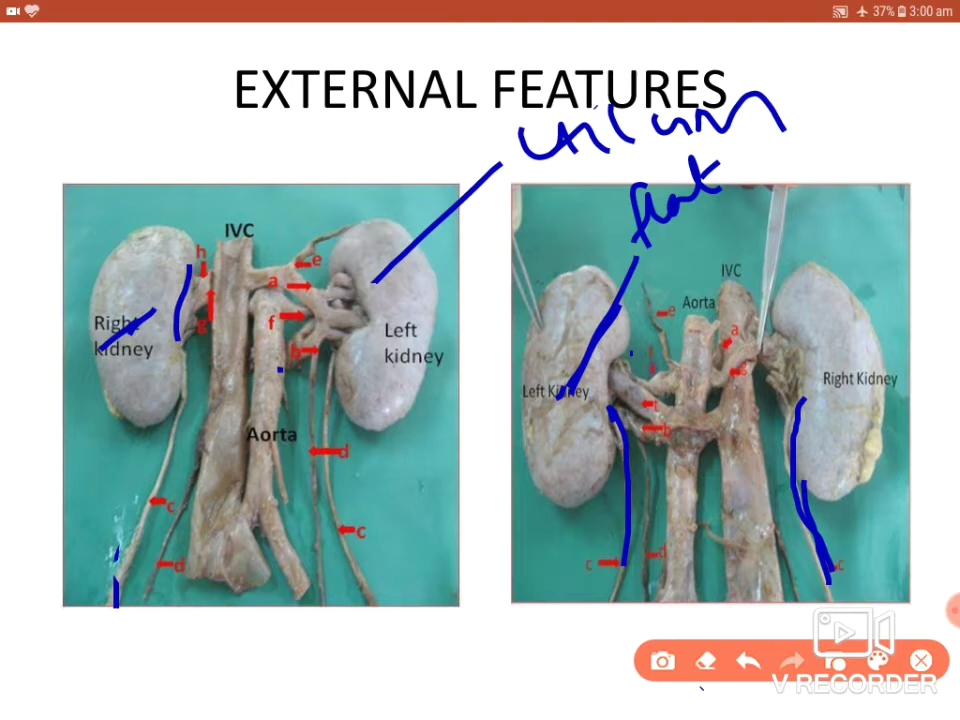 37% 3:00 am
EXTERNAL FEATURES
flat
IVC
h
e
a
g
f
b
Right
kidney
Left
kidney
Aorta
d
c
c
d
IVC
Aorta
e
a
f
g
Left Kidney
Right Kidney
t
b
d
c
c
V RECORDER